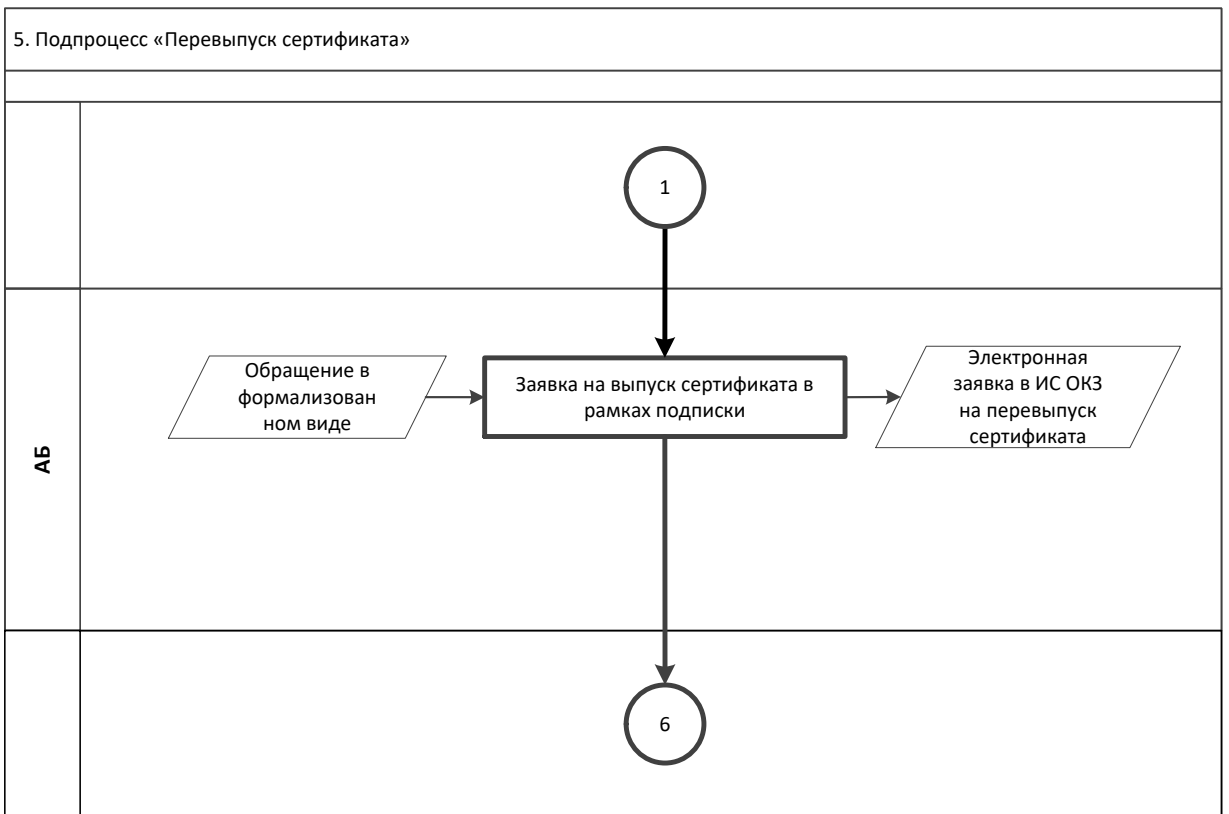 5. Подпроцесс «Перевыпуск сертификата»
1
АБ
Обращение в
формализован
ном виде
Заявка на выпуск сертификата в
рамках подписки
Электронная
заявка в ИС ОКЗ
на перевыпуск
сертификата
6